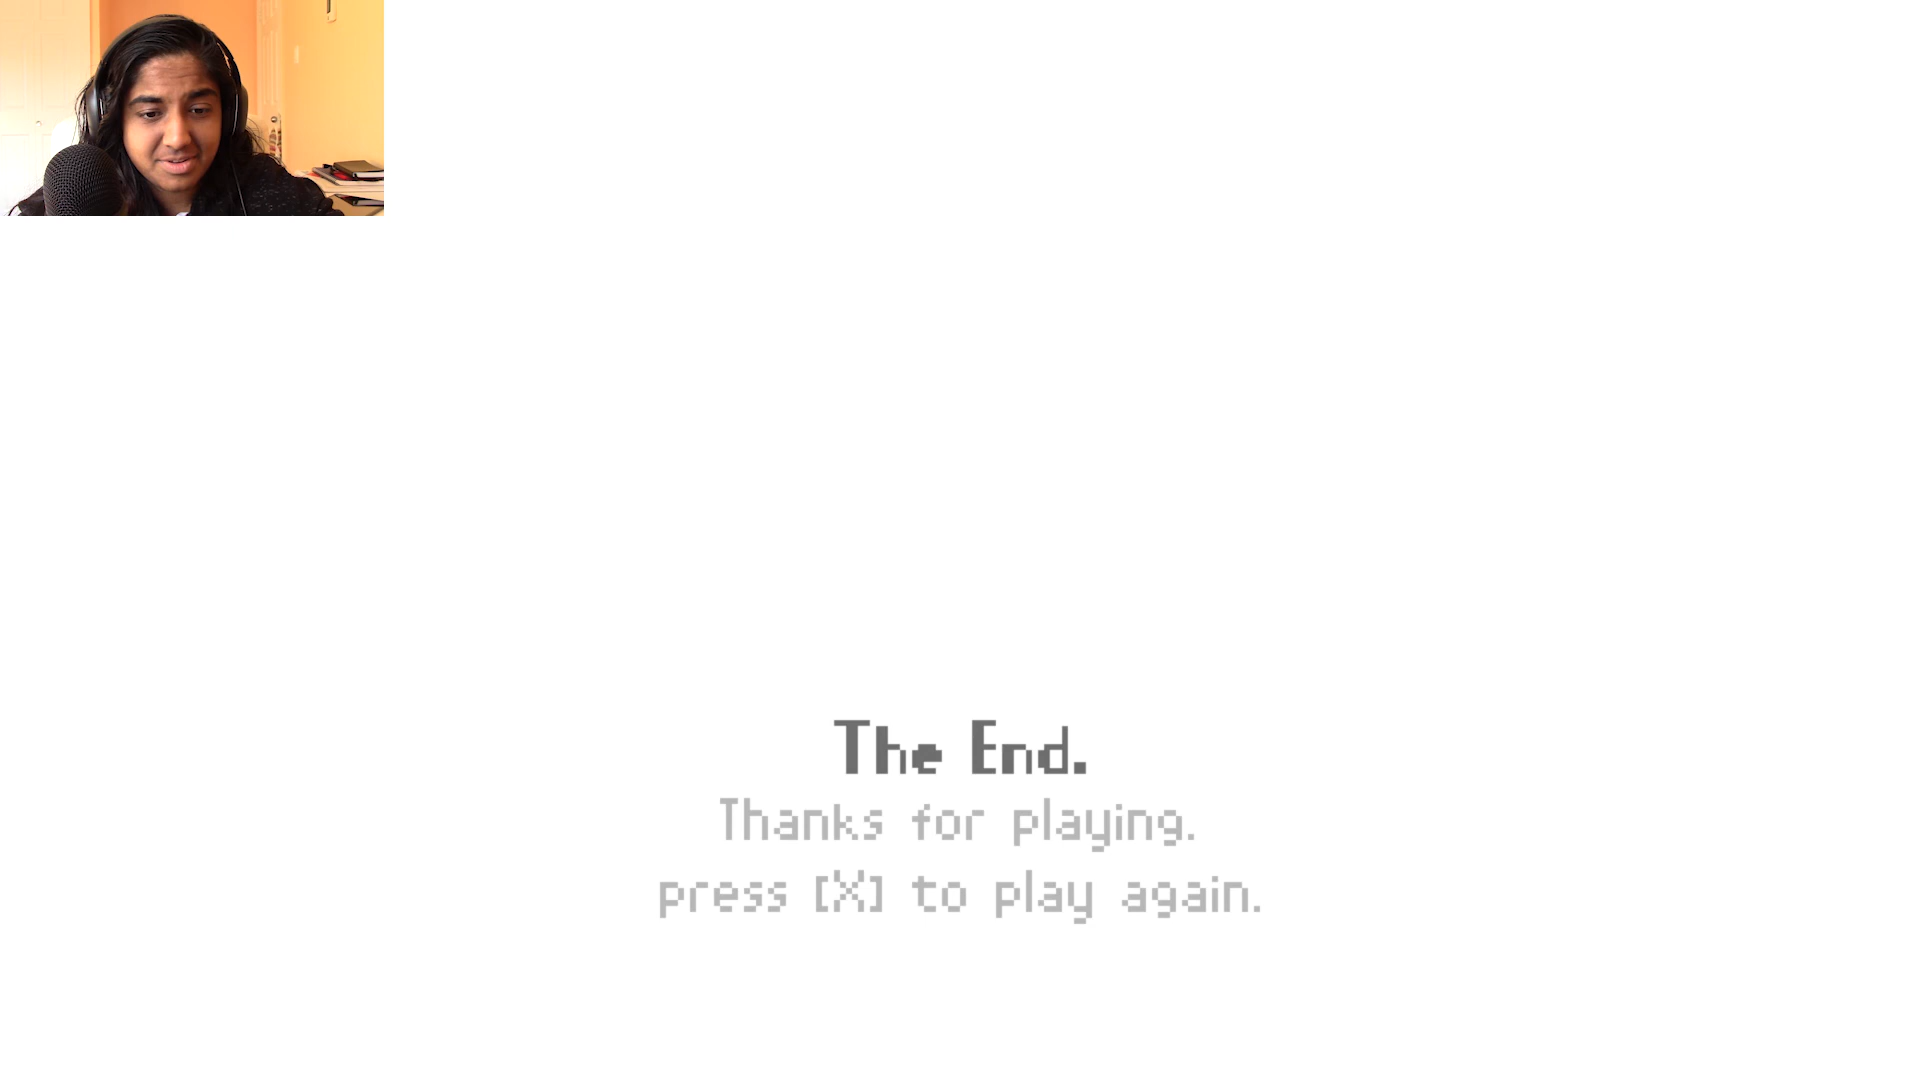 The End.
Thanks for playing.
press [X] to play again.